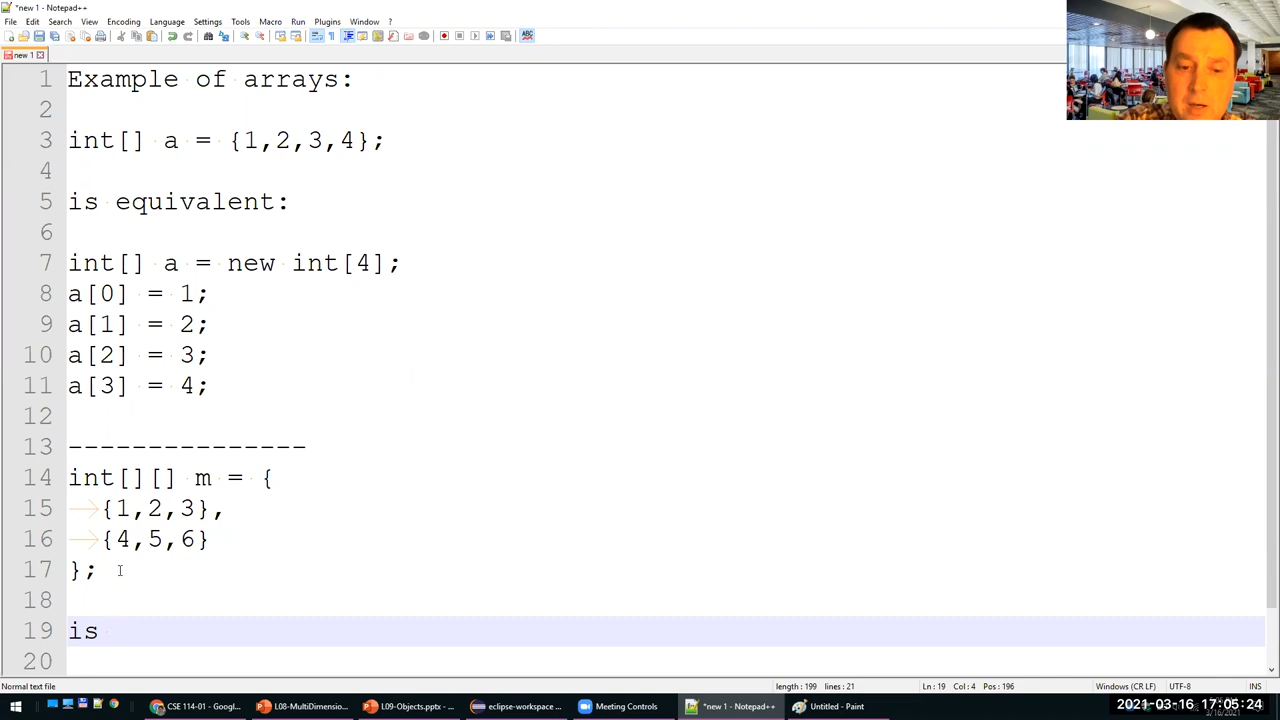 *new 1 - Notepad++
File Edit Search View Encoding Language Settings Tools Macro Run Plugins Window ?
new 1
1 Example of arrays:
2
3 int[] a = {1,2,3,4};
4
5 is equivalent:
6
7 int[] a = new int[4];
8 a[0] = 1;
9 a[1] = 2;
10 a[2] = 3;
11 a[3] = 4;
12
13 ---------------
14 int[][] m = {
15 {1,2,3},
16 {4,5,6}
17 };
18
19 is
20
Normal text file length: 199 lines: 21 Ln: 19 Col: 4 Pos: 196 Windows (CR LF) UTF-8 INS
CSE 114-01 - Googl... L08-MultiDimensio... L09-Objects.pptx - ... eclipse-workspace ... Meeting Controls *new 1 - Notepad++ Untitled - Paint 2021-03-16 17:05:24